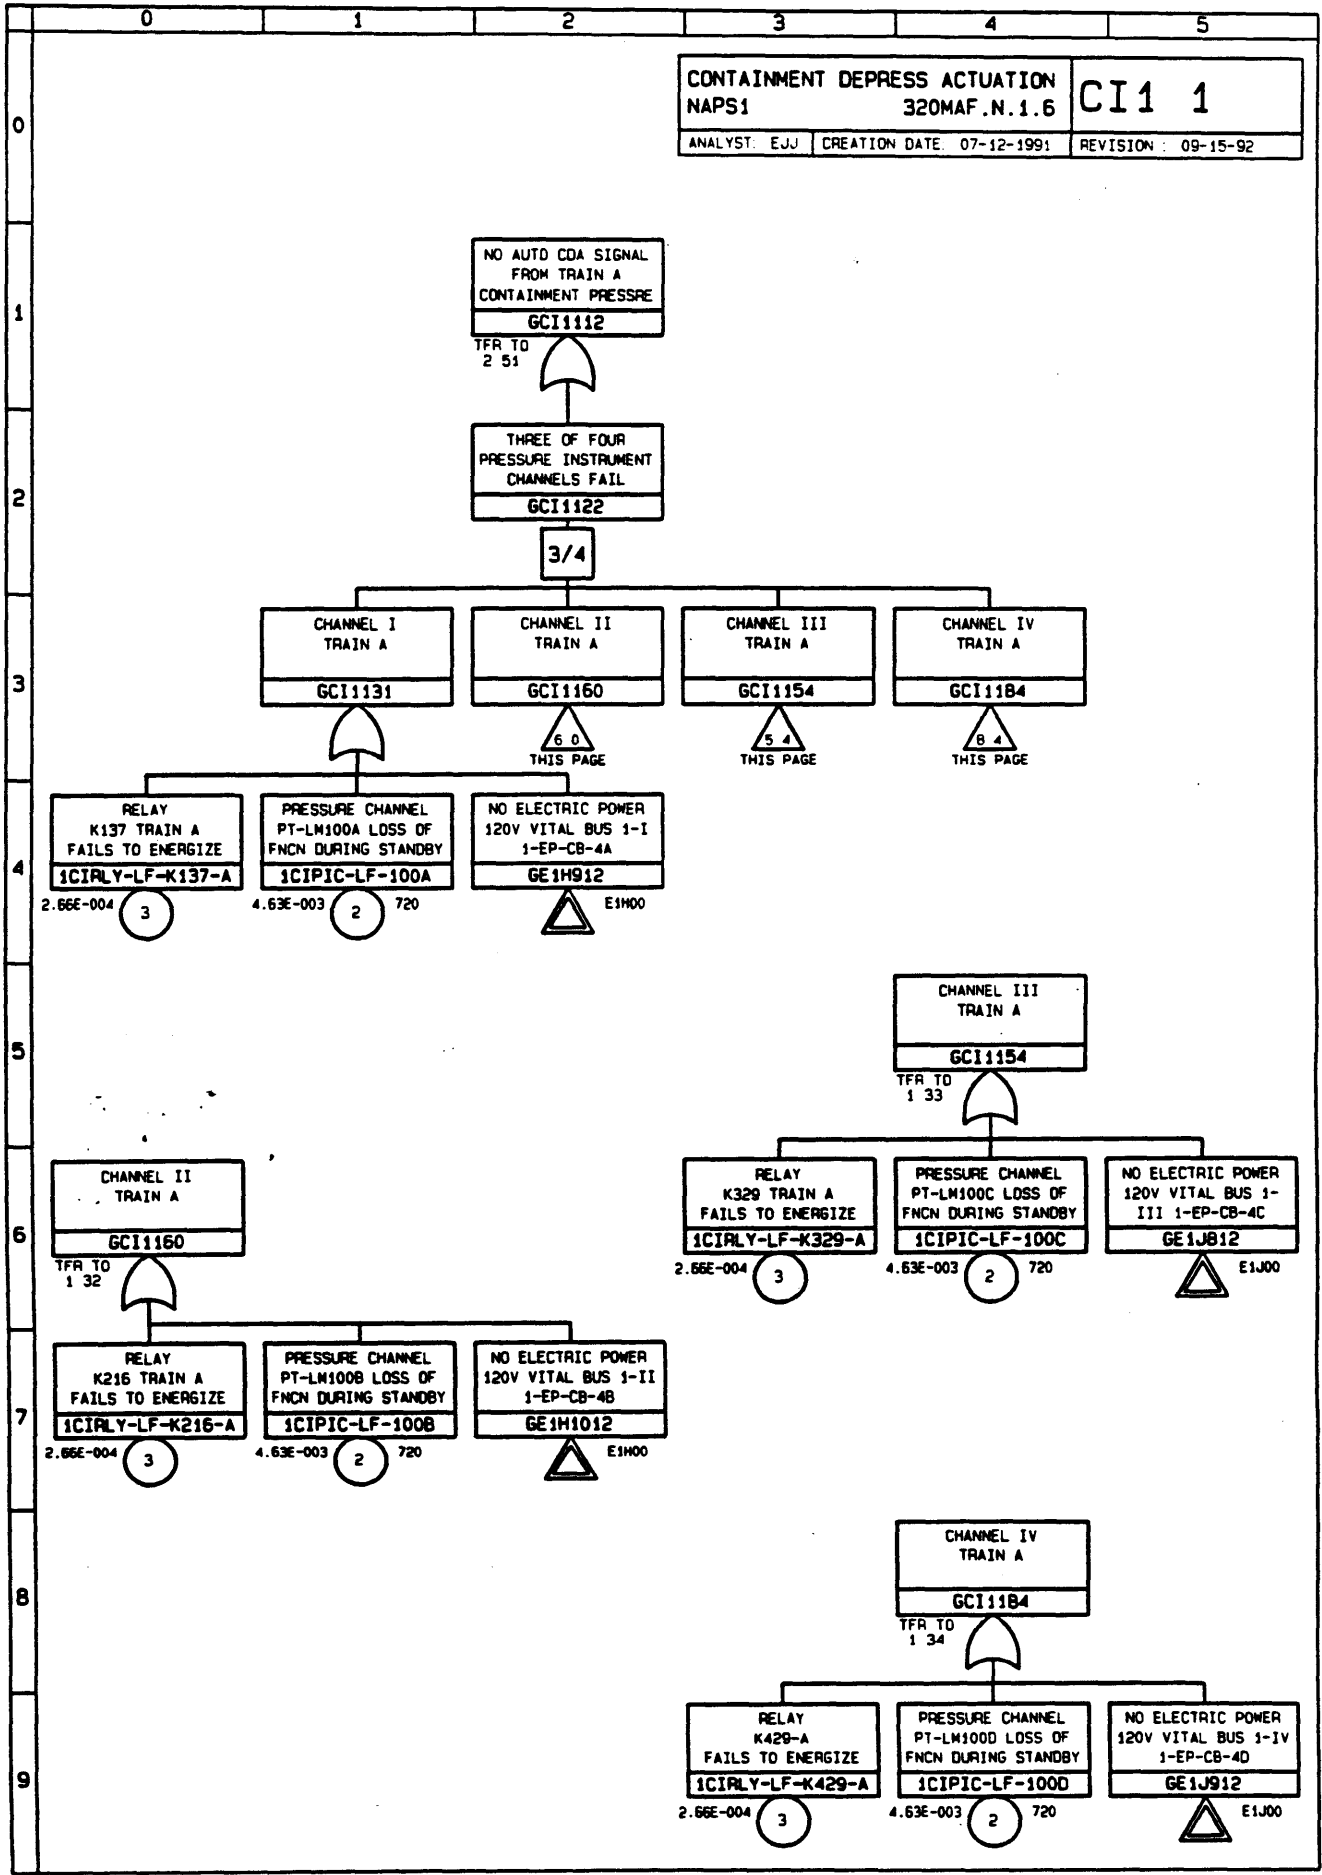 0 1 2 3 4 5
CONTAINMENT DEPRESS ACTUATION
NAPS1 320MAF.N.1.6
CI1 1
ANALYST: EJJ CREATION DATE: 07-12-1991 REVISION : 09-15-92
0
NO AUTO CDA SIGNAL
FROM TRAIN A
CONTAINMENT PRESSRE
GCI1112
TFR TO
2 51
1
THREE OF FOUR
PRESSURE INSTRUMENT
CHANNELS FAIL
GCI1122
3/4
2
CHANNEL I
TRAIN A
GCI1131
CHANNEL II
TRAIN A
GCI1160
6 0
THIS PAGE
CHANNEL III
TRAIN A
GCI1154
5 4
THIS PAGE
CHANNEL IV
TRAIN A
GCI1184
8 4
THIS PAGE
3
RELAY
K137 TRAIN A
FAILS TO ENERGIZE
1CIRLY-LF-K137-A
2.66E-004 3
PRESSURE CHANNEL
PT-LM100A LOSS OF
FNCN DURING STANDBY
1CIPIC-LF-100A
4.63E-003 2 720
NO ELECTRIC POWER
120V VITAL BUS 1-I
1-EP-CB-4A
GE1H912
E1H00
4
CHANNEL III
TRAIN A
GCI1154
TFR TO
1 33
5
CHANNEL II
TRAIN A
GCI1160
TFR TO
1 32
RELAY
K329 TRAIN A
FAILS TO ENERGIZE
1CIRLY-LF-K329-A
2.66E-004 3
PRESSURE CHANNEL
PT-LM100C LOSS OF
FNCN DURING STANDBY
1CIPIC-LF-100C
4.63E-003 2 720
NO ELECTRIC POWER
120V VITAL BUS 1-
III 1-EP-CB-4C
GE1J812
E1J00
6
RELAY
K216 TRAIN A
FAILS TO ENERGIZE
1CIRLY-LF-K216-A
2.66E-004 3
PRESSURE CHANNEL
PT-LM100B LOSS OF
FNCN DURING STANDBY
1CIPIC-LF-100B
4.63E-003 2 720
NO ELECTRIC POWER
120V VITAL BUS 1-II
1-EP-CB-4B
GE1H1012
E1H00
7
CHANNEL IV
TRAIN A
GCI1184
TFR TO
1 34
8
RELAY
K429-A
FAILS TO ENERGIZE
1CIRLY-LF-K429-A
2.66E-004 3
PRESSURE CHANNEL
PT-LM100D LOSS OF
FNCN DURING STANDBY
1CIPIC-LF-100D
4.63E-003 2 720
NO ELECTRIC POWER
120V VITAL BUS 1-IV
1-EP-CB-4D
GE1J912
E1J00
9